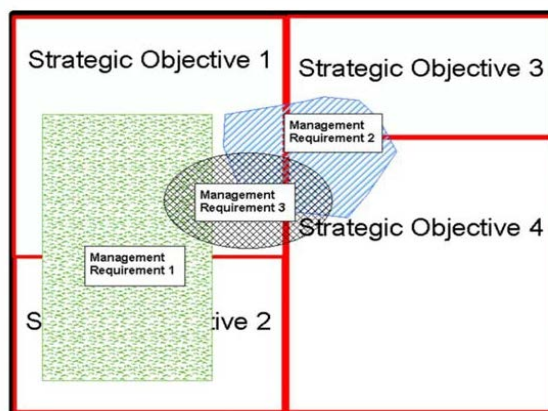 Strategic Objective 1
Strategic Objective 3
Management
Requirement 2
Management
Requirement 3
Strategic Objective 4
Management
Requirement 1
2